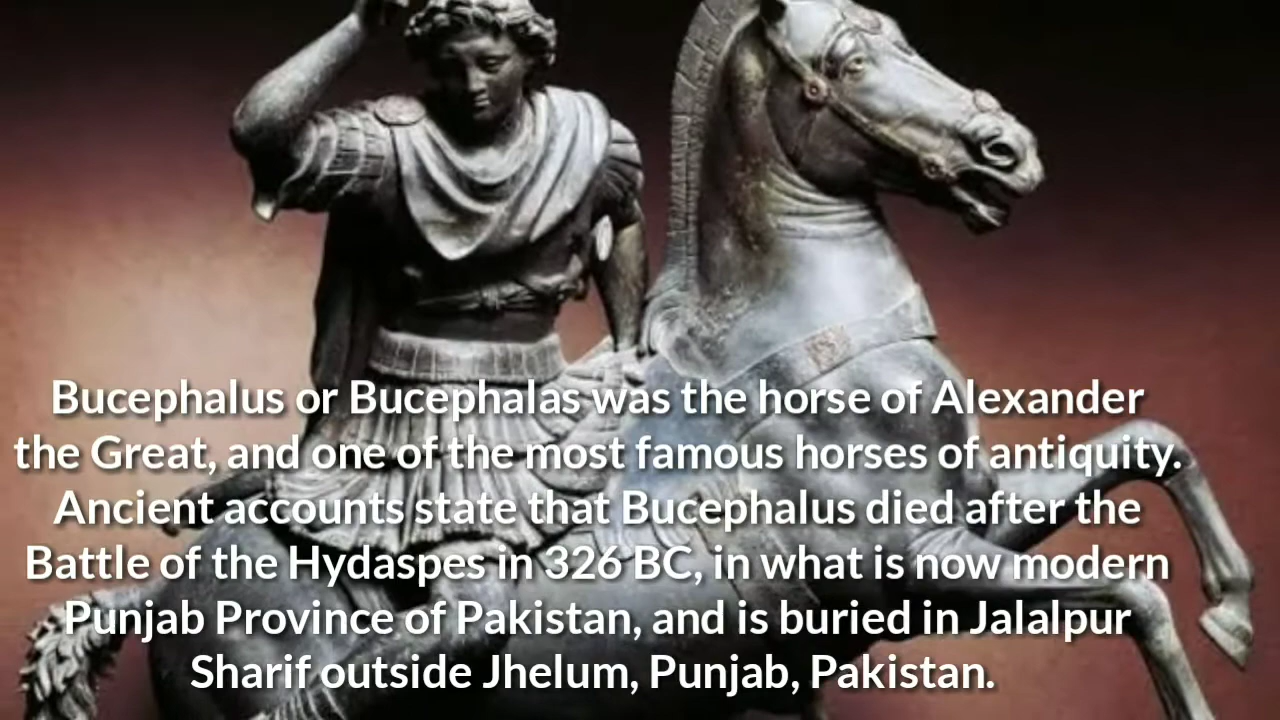 Bucephalus or Bucephalas was the horse of Alexander
the Great, and one of the most famous horses of antiquity.
Ancient accounts state that Bucephalus died after the
Battle of the Hydaspes in 326 BC, in what is now modern
Punjab Province of Pakistan, and is buried in Jalalpur
Sharif outside Jhelum, Punjab, Pakistan.